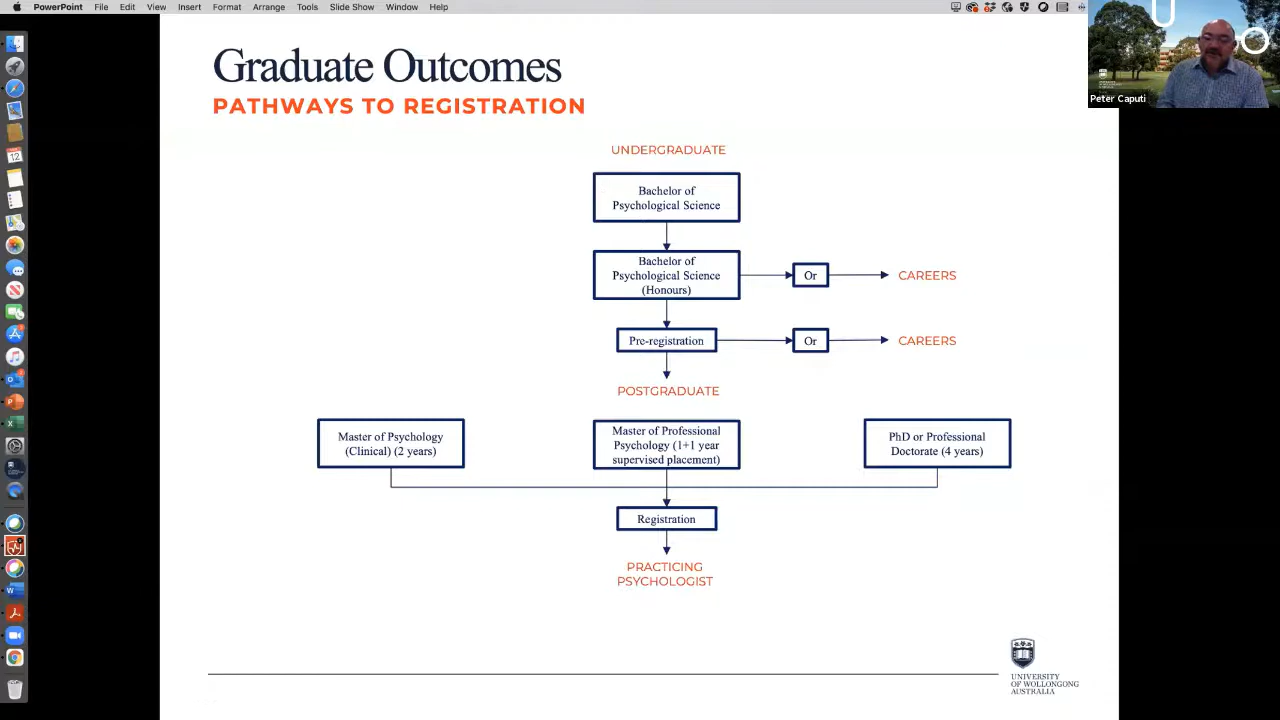 PowerPoint File Edit View Insert Format Arrange Tools Slide Show Window Help
Peter Caputi
Graduate Outcomes
PATHWAYS TO REGISTRATION
UNDERGRADUATE
Bachelor of
Psychological Science
Bachelor of
Psychological Science
(Honours)
Or
CAREERS
Pre-registration
Or
CAREERS
POSTGRADUATE
Master of Psychology
(Clinical) (2 years)
Master of Professional
Psychology (1+1 year
supervised placement)
PhD or Professional
Doctorate (4 years)
Registration
PRACTICING
PSYCHOLOGIST
UNIVERSITY
OF WOLLONGONG
AUSTRALIA
12